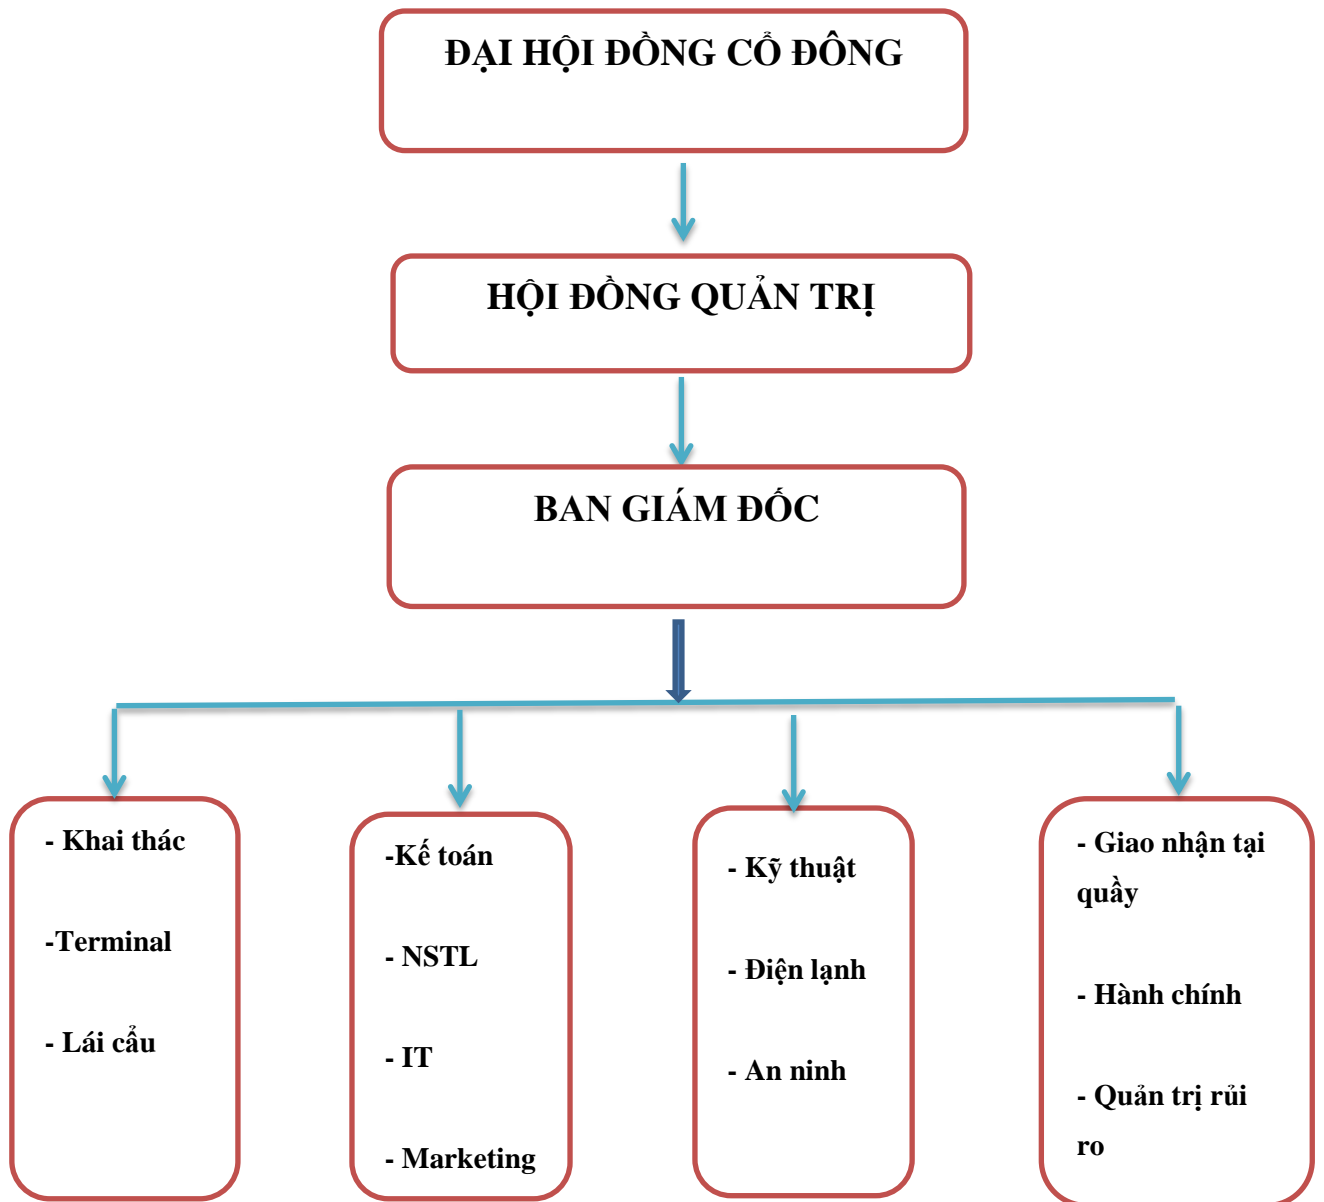 ĐẠI HỘI ĐỒNG CỔ ĐÔNG
HỘI ĐỒNG QUẢN TRỊ
BAN GIÁM ĐỐC
- Khai thác
-Terminal
- Lái cẩu
-Kế toán
- NSTL
- IT
- Marketing
- Kỹ thuật
- Điện lạnh
- An ninh
- Giao nhận tại
quầy
- Hành chính
- Quản trị rủi
ro